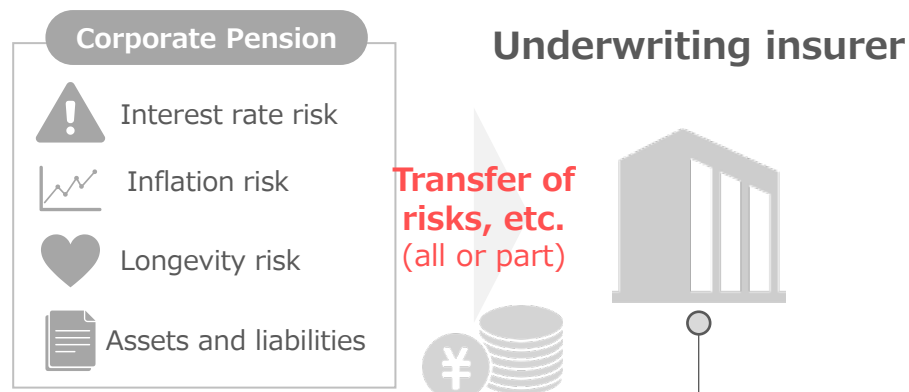 Corporate Pension
Underwriting insurer
Interest rate risk
Inflation risk
Longevity risk
Assets and liabilities
Transfer of
risks, etc.
(all or part)
¥